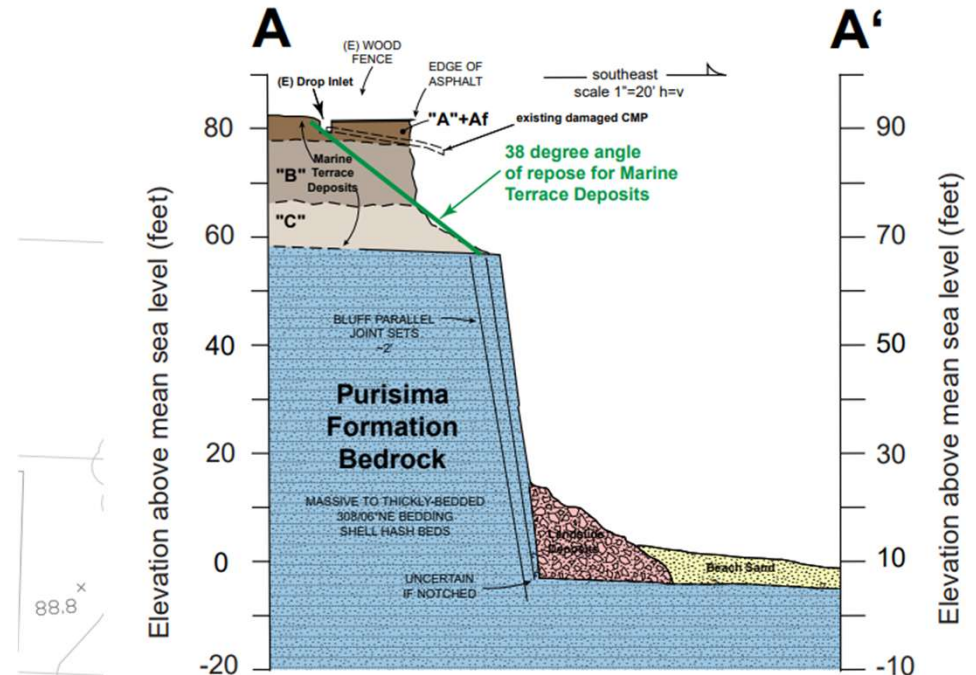 A
A‘
(E) WOOD
FENCE
(E) Drop Inlet
EDGE OF
ASPHALT
southeast
scale 1"=20' h=v
"A"+Af
existing damaged CMP
38 degree angle
of repose for Marine
Terrace Deposits
Marine
Terrace
Deposits
"B"
"C"
BLUFF PARALLEL
JOINT SETS
~2'
Purisima
Formation
Bedrock
MASSIVE TO THICKLY-BEDDED
308/06°NE BEDDING
SHELL HASH BEDS
Landslide
Deposits
Beach Sand
UNCERTAIN
IF NOTCHED
Elevation above mean sea level (feet)
80
60
40
20
0
-20
90
70
50
30
10
-10
Elevation above mean sea level (feet)
88.8